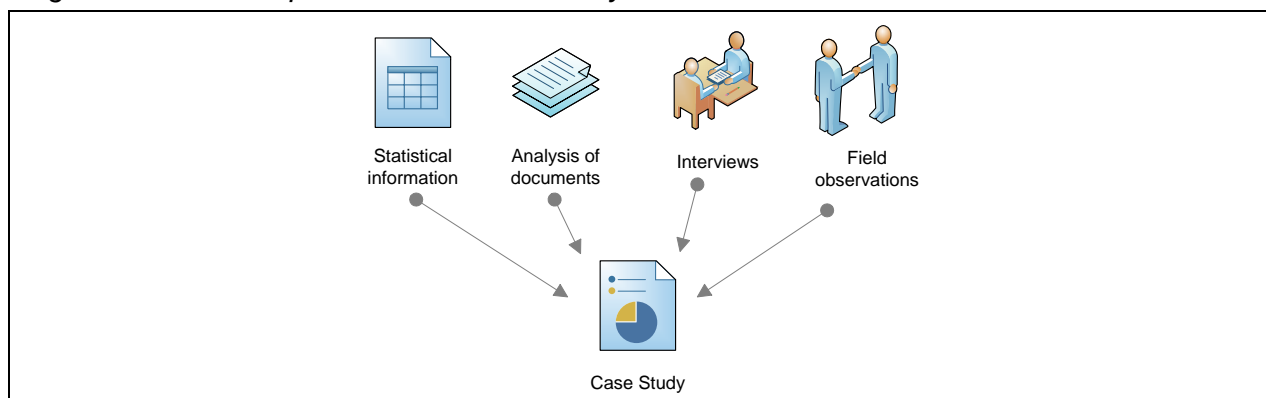 Statistical
information
Analysis of
documents
Interviews
Field
observations
Case Study